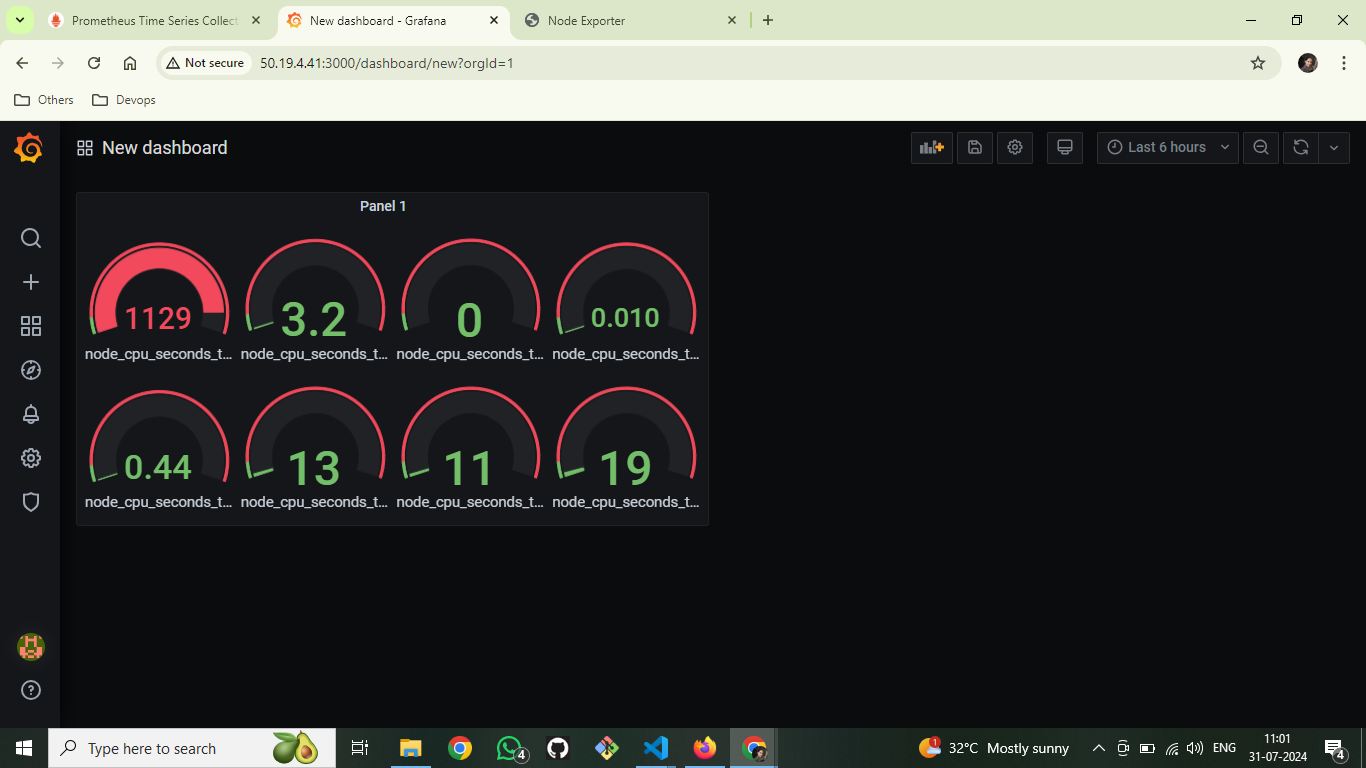 Prometheus Time Series Collect
New dashboard - Grafana
Node Exporter
Not secure
50.19.4.41:3000/dashboard/new?orgId=1
Others
Devops
New dashboard
Last 6 hours
Panel 1
1129
3.2
0
0.010
node_cpu_seconds_t...
node_cpu_seconds_t...
node_cpu_seconds_t...
node_cpu_seconds_t...
0.44
13
11
19
node_cpu_seconds_t...
node_cpu_seconds_t...
node_cpu_seconds_t...
node_cpu_seconds_t...
Type here to search
4
1
32°C Mostly sunny
ENG
11:01
31-07-2024
4